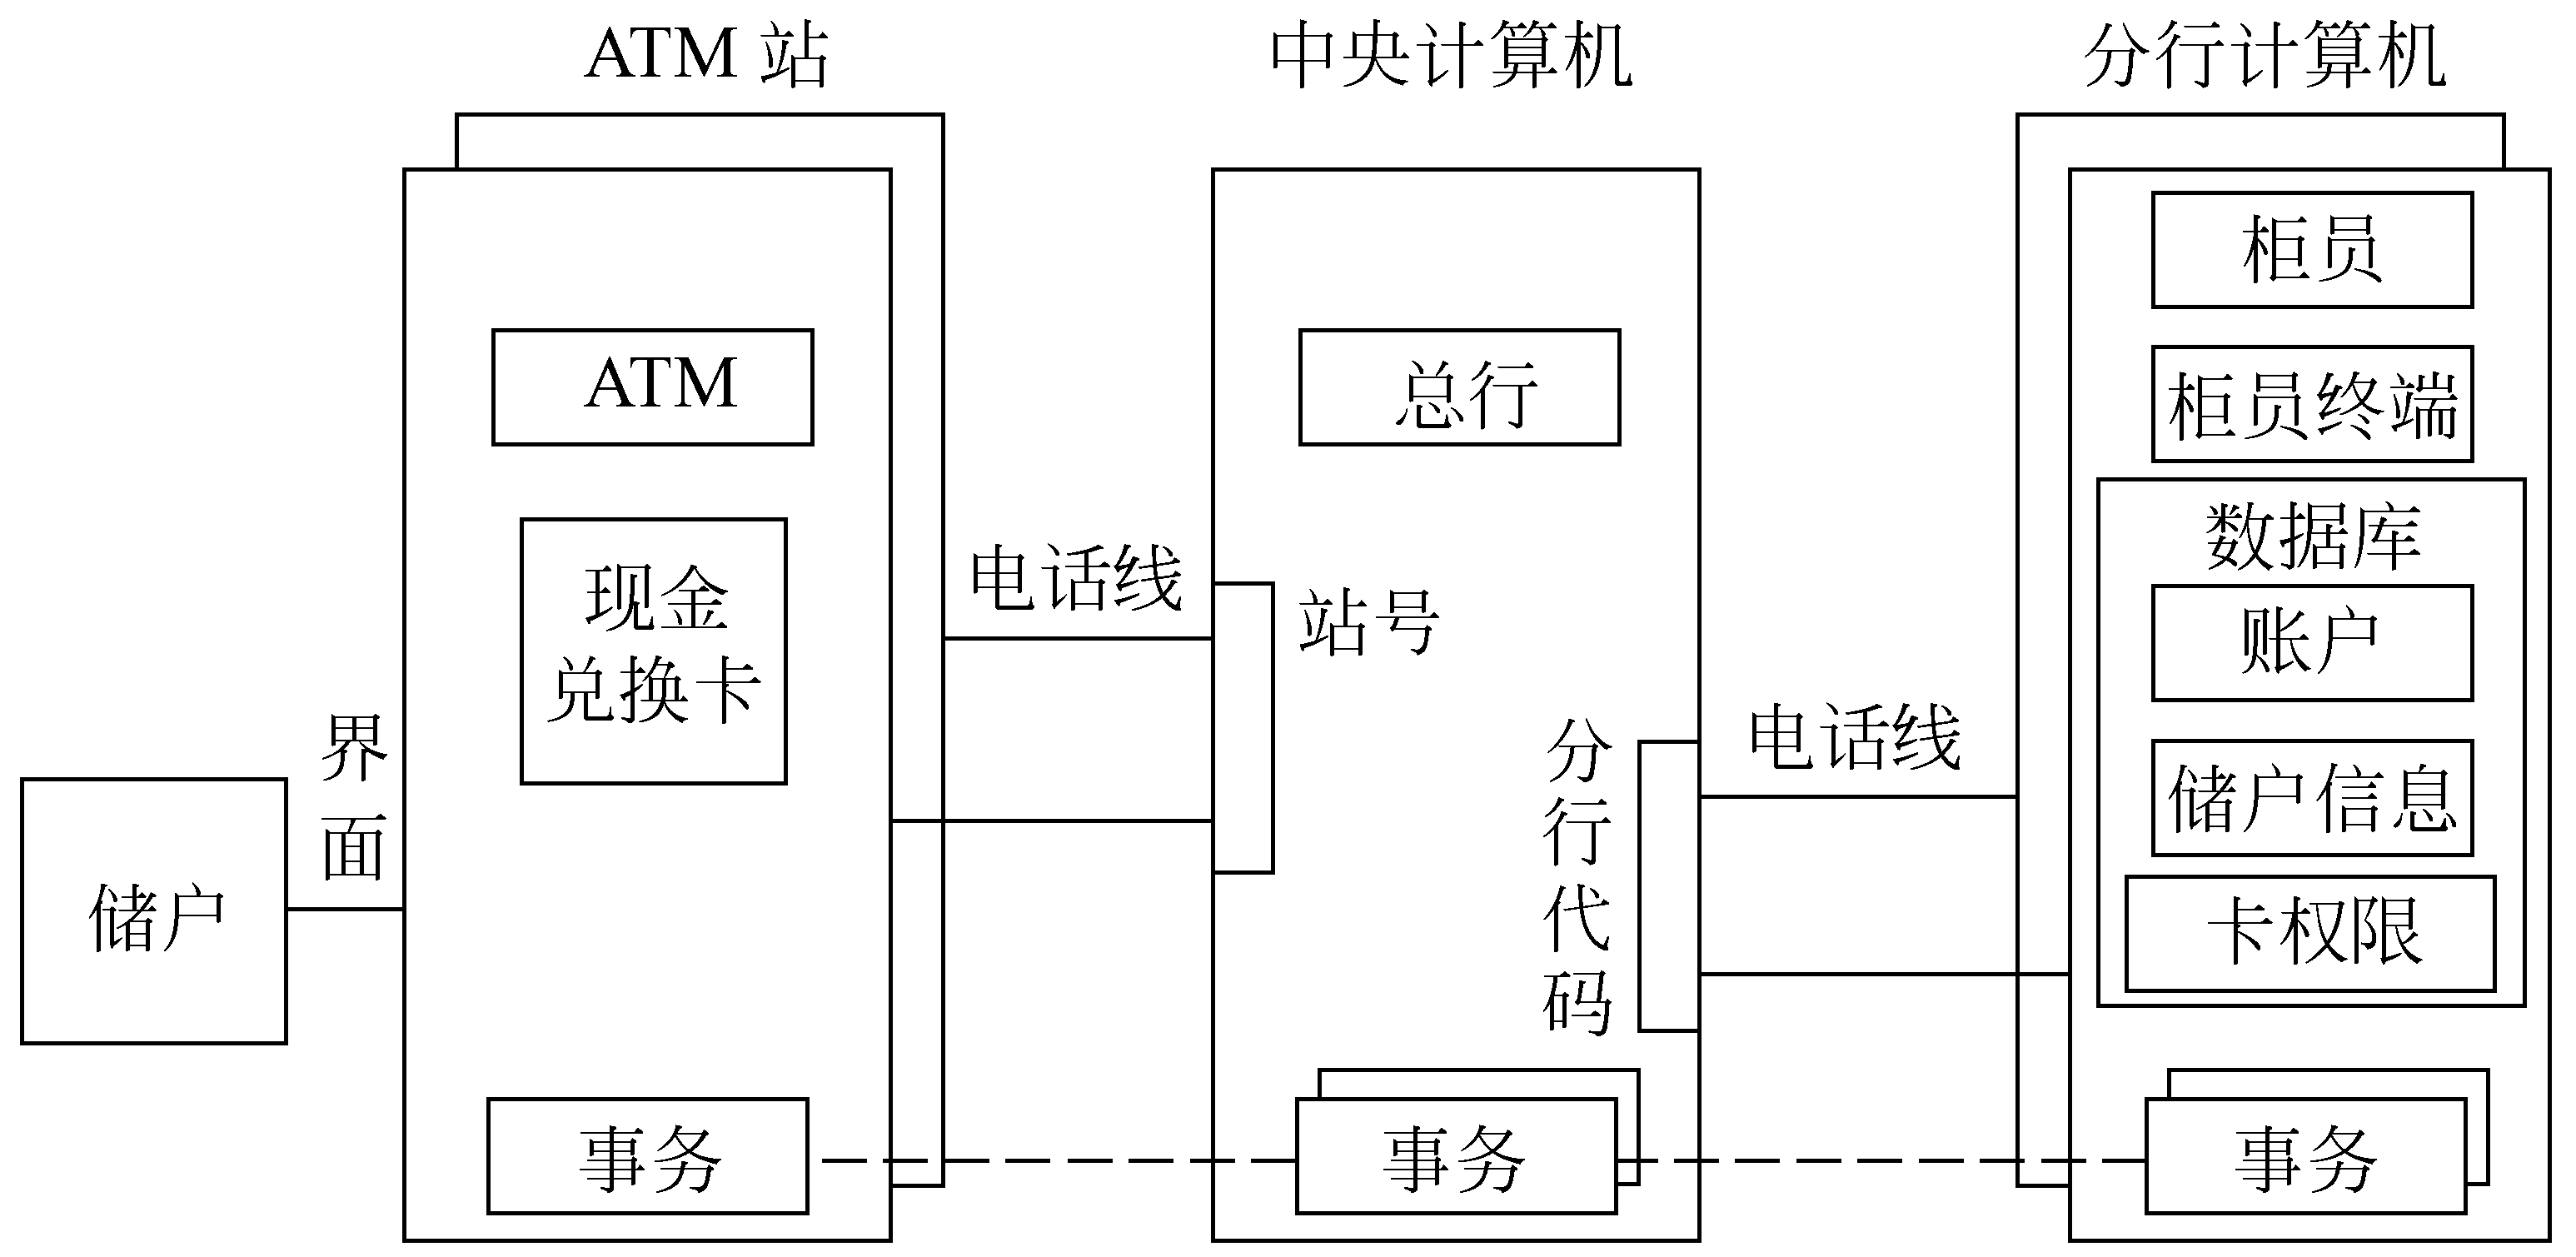 ATM 站
中央计算机
分行计算机
ATM
现金
兑换卡
事务
界面
储户
电话线
总行
站号
分行代码
事务
电话线
柜员
柜员终端
数据库
账户
储户信息
卡权限
事务